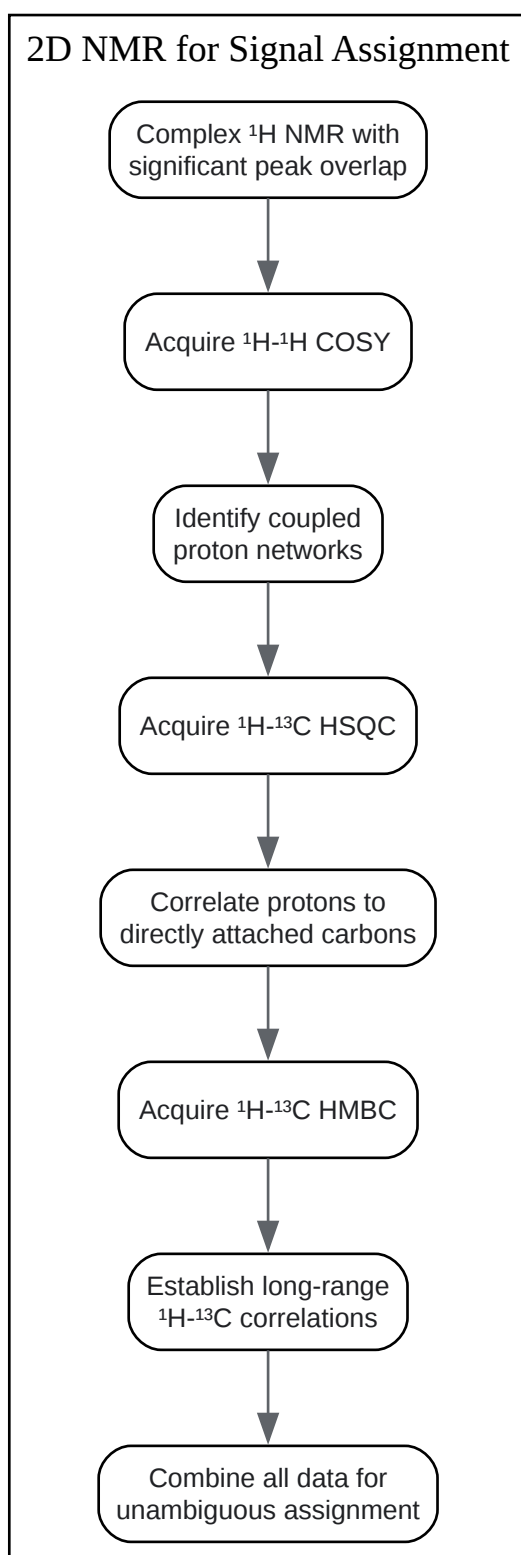 2D NMR for Signal Assignment
Complex ¹H NMR with
significant peak overlap
Acquire ¹H-¹H COSY
Identify coupled
proton networks
Acquire ¹H-¹³C HSQC
Correlate protons to
directly attached carbons
Acquire ¹H-¹³C HMBC
Establish long-range
¹H-¹³C correlations
Combine all data for
unambiguous assignment